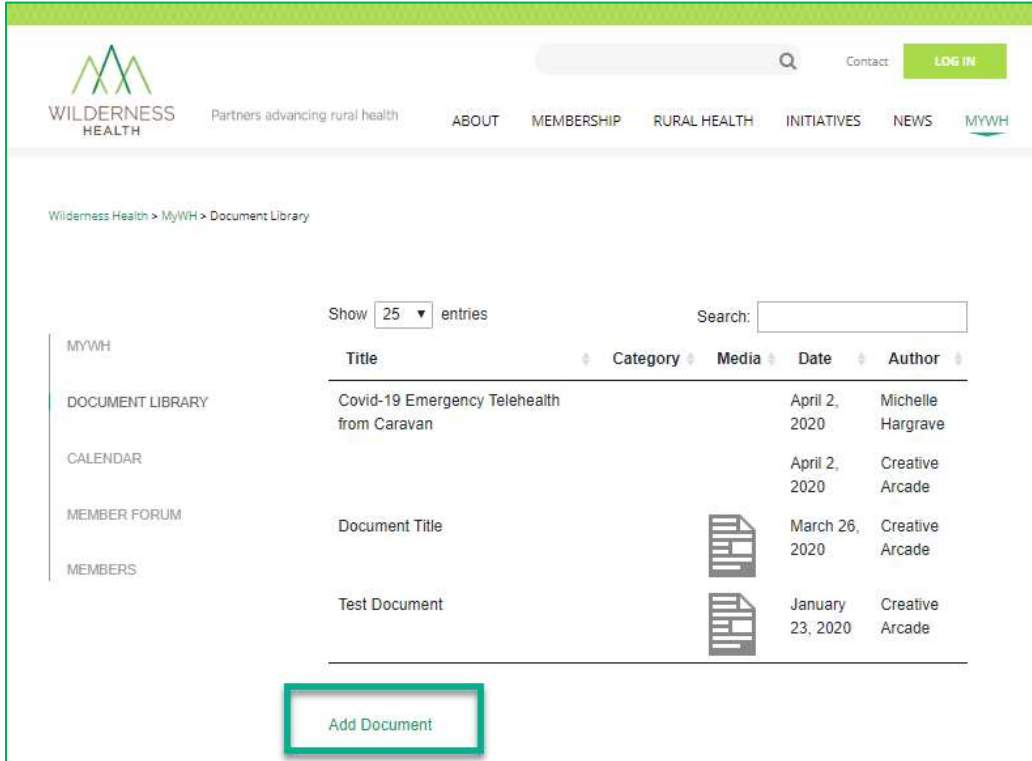 Contact
LOG IN
WILDERNESS
HEALTH
Partners advancing rural health
ABOUT MEMBERSHIP RURAL HEALTH INITIATIVES NEWS MYWH
Wilderness Health > MyWH > Document Library
Show 25 entries
Search:
MYWH
DOCUMENT LIBRARY
CALENDAR
MEMBER FORUM
MEMBERS
Title Category Media Date Author
Covid-19 Emergency Telehealth April 2, Michelle
from Caravan 2020 Hargrave
April 2, Creative
2020 Arcade
Document Title March 26, Creative
2020 Arcade
Test Document January Creative
23, 2020 Arcade
Add Document